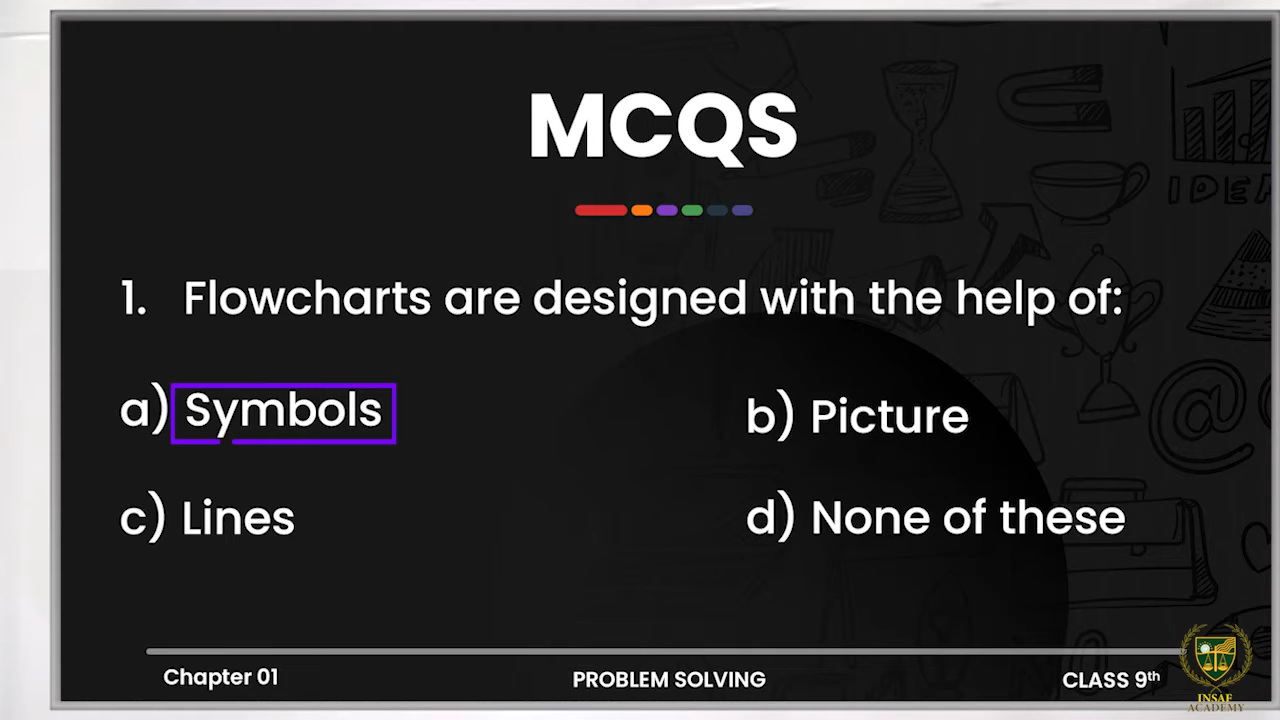 MCQS
IDEA
1. Flowcharts are designed with the help of:
a) Symbols
b) Picture
c) Lines
d) None of these
Chapter 01
PROBLEM SOLVING
CLASS 9th
INSAF
ACADEMY